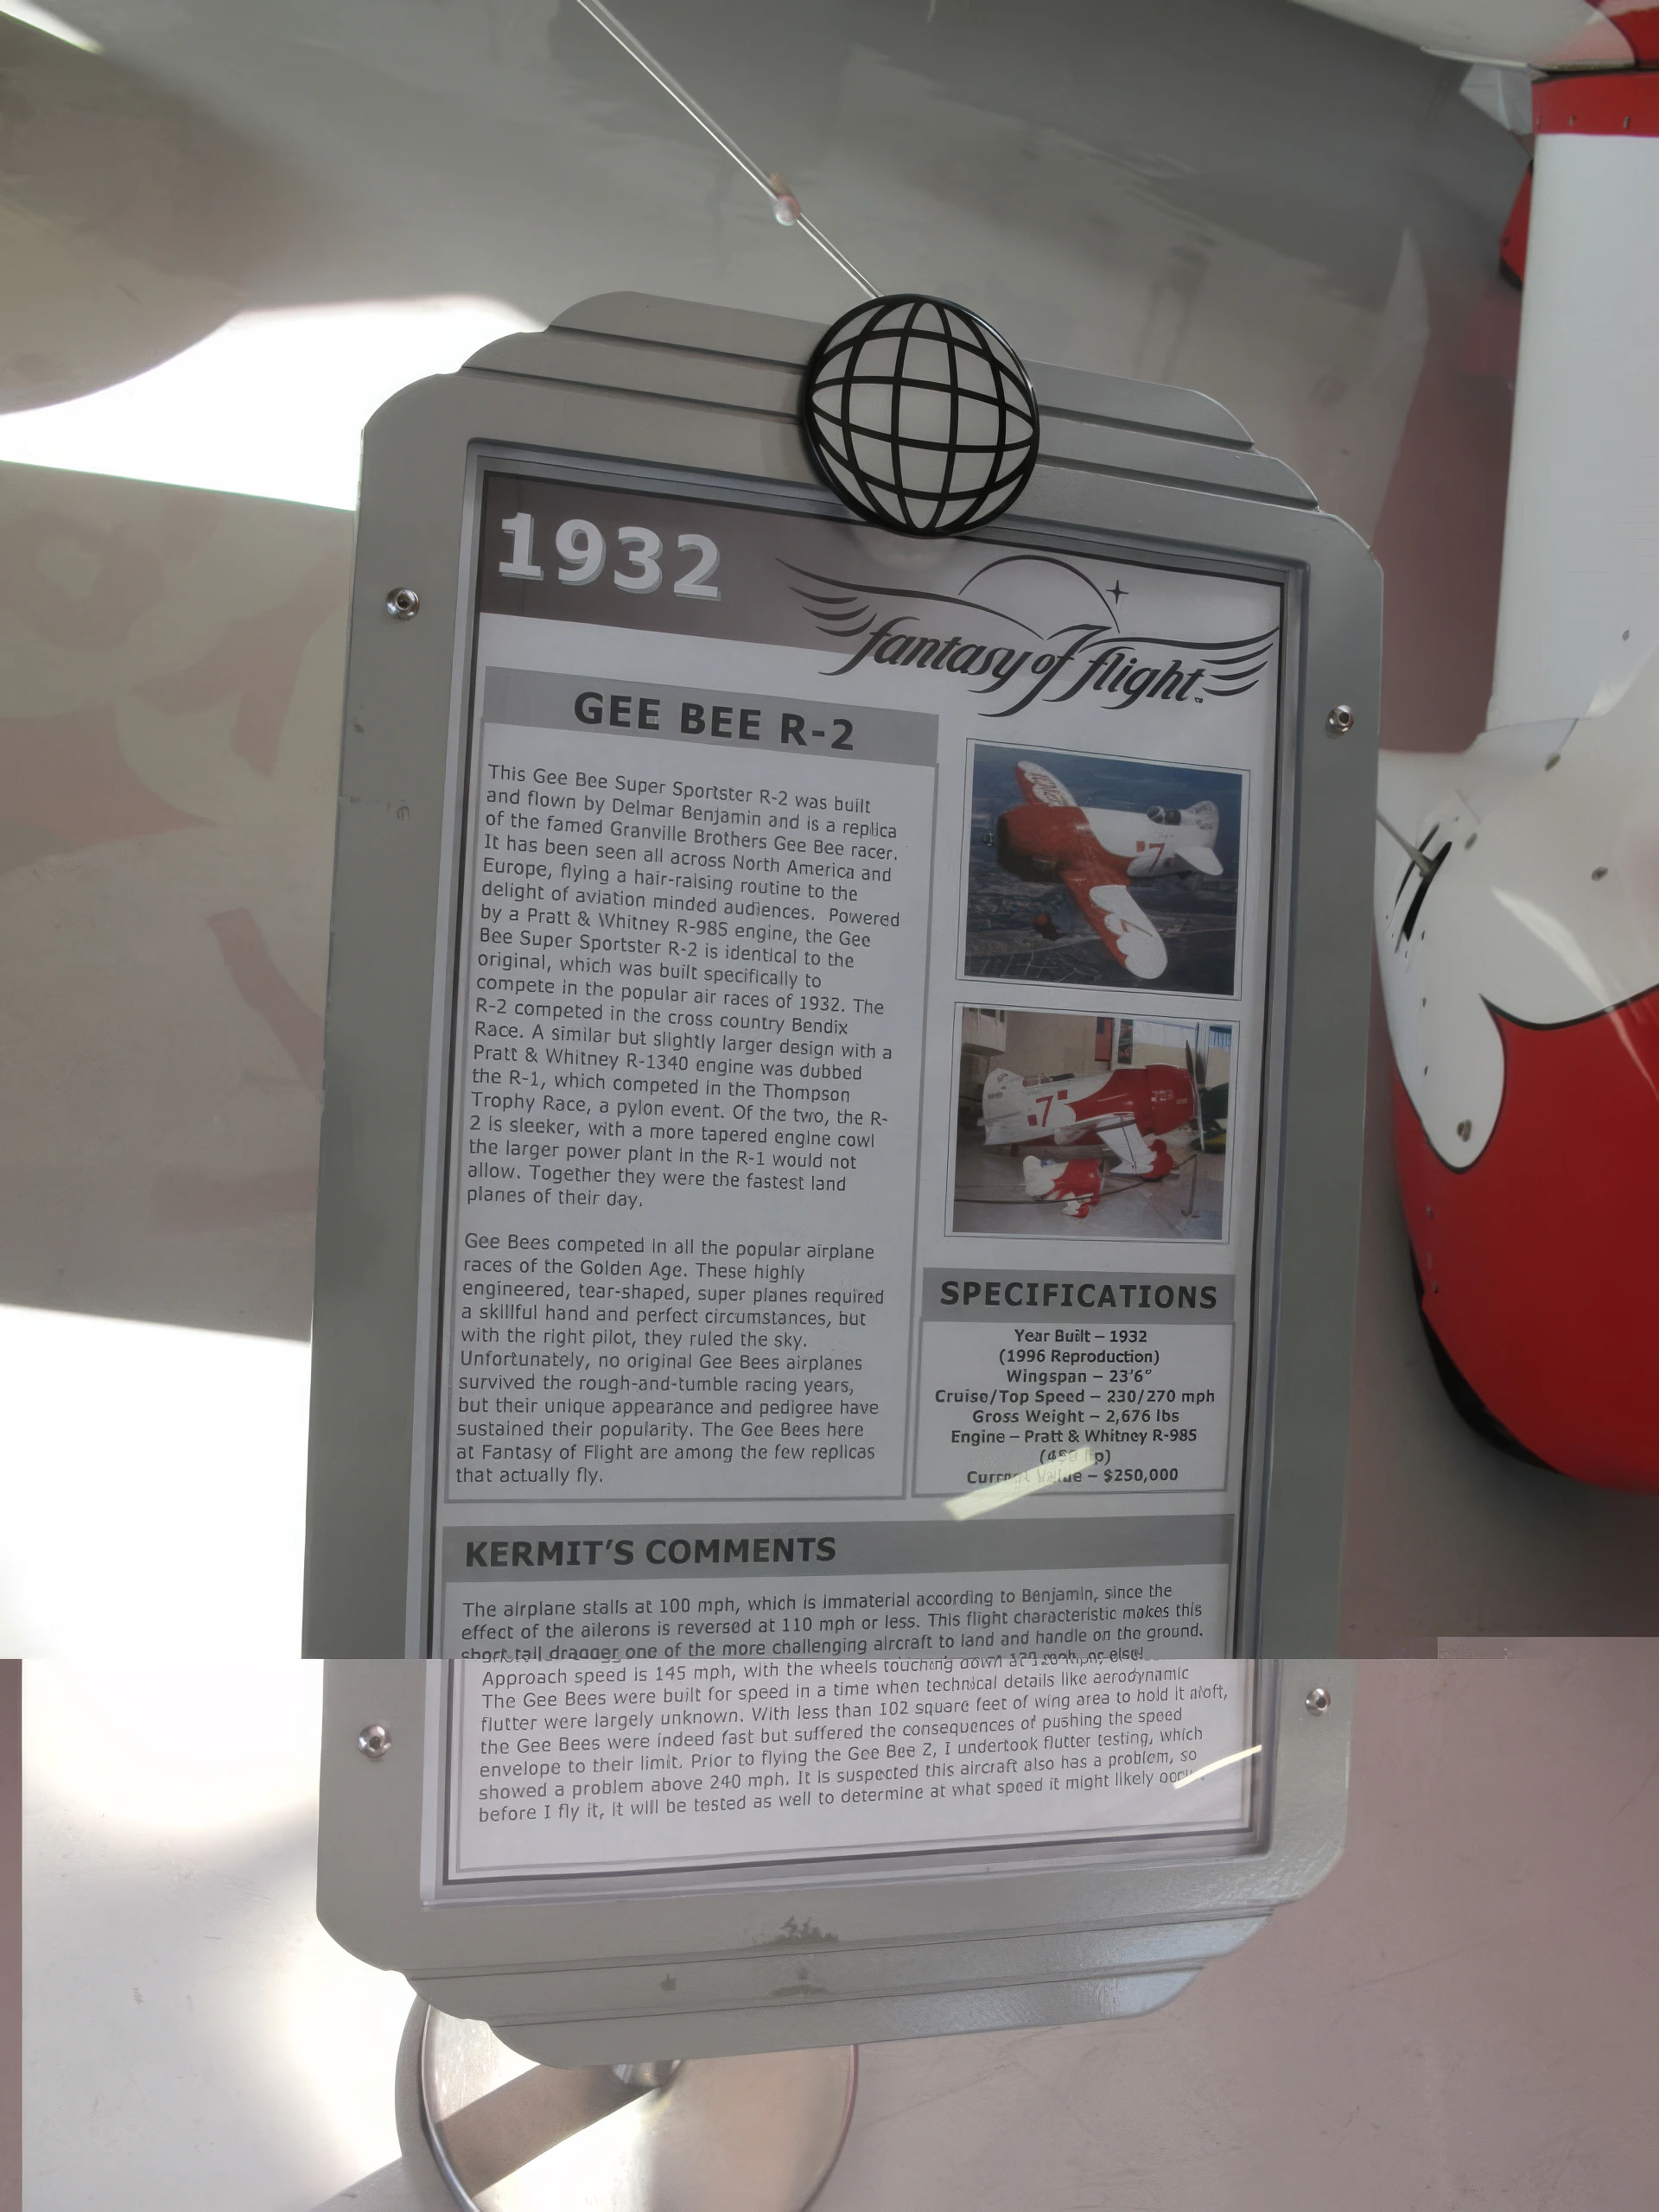 1932
fantasy of flight
GEE BEE R-2
This Gee Bee Super Sportster R-2 was built
and flown by Delmar Benjamin and is a replica
of the famed Granville Brothers Gee Bee racer.
It has been seen all across North America and
Europe, flying a hair-raising routine to the
delight of aviation minded audiences. Powered
by a Pratt & Whitney R-985 engine, the Gee
Bee Super Sportster R-2 is identical to the
original, which was built specifically to
compete in the popular air races of 1932. The
R-2 competed in the cross country Bendix
Race. A similar but slightly larger design with a
Pratt & Whitney R-1340 engine was dubbed
the R-1, which competed in the Thompson
Trophy Race, a pylon event. Of the two, the R-
2 is sleeker, with a more tapered engine cowl
the larger power plant in the R-1 would not
allow. Together they were the fastest land
planes of their day.
Gee Bees competed in all the popular airplane
races of the Golden Age. These highly
engineered, tear-shaped, super planes required
a skillful hand and perfect circumstances, but
with the right pilot, they ruled the sky.
Unfortunately, no original Gee Bees airplanes
survived the rough-and-tumble racing years,
but their unique appearance and pedigree have
sustained their popularity. The Gee Bees here
at Fantasy of Flight are among the few replicas
that actually fly.
7
7
SPECIFICATIONS
Year Built – 1932
(1996 Reproduction)
Wingspan – 23'6"
Cruise/Top Speed – 230/270 mph
Gross Weight – 2,676 lbs
Engine – Pratt & Whitney R-985
Current Value – $250,000
KERMIT'S COMMENTS
The airplane stalls at 100 mph, which is immaterial according to Benjamin, since the
effect of the ailerons is reversed at 110 mph or less. This flight characteristic makes this
short tail dragger one of the more challenging aircraft to land and handle on the ground.
Approach speed is 145 mph, with the wheels touching down at mph or else!
The Gee Bees were built for speed in a time when technical details like aerodynamic
flutter were largely unknown. With less than 102 square feet of wing area to hold it aloft,
the Gee Bees were indeed fast but suffered the consequences of pushing the speed
envelope to their limit. Prior to flying the Gee Bee Z, I undertook flutter testing, which
showed a problem above 240 mph. It is suspected this aircraft also has a problem, so
before I fly it, it will be tested as well to determine at what speed it might likely